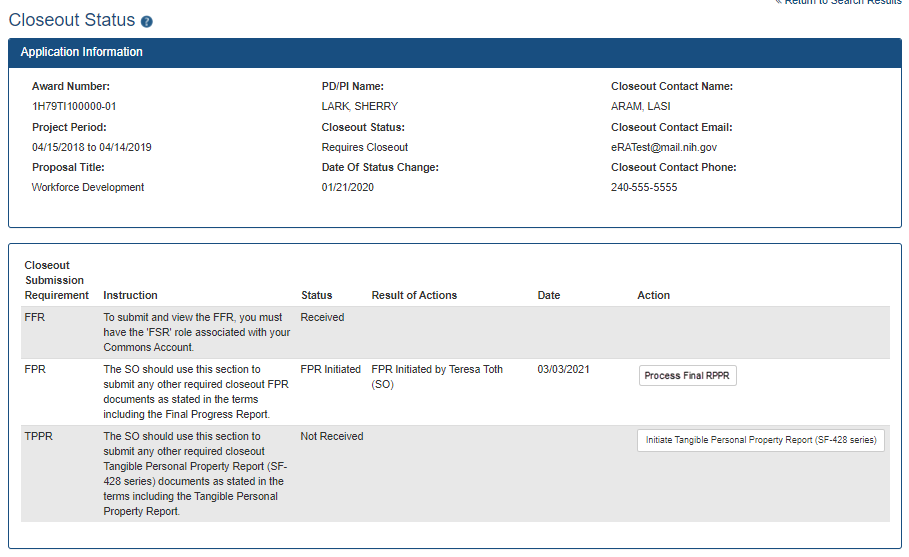 « Return to Search Results
Closeout Status ?
Application Information
Award Number:
1H79TI100000-01
Project Period:
04/15/2018 to 04/14/2019
Proposal Title:
Workforce Development
PD/PI Name:
LARK, SHERRY
Closeout Status:
Requires Closeout
Date Of Status Change:
01/21/2020
Closeout Contact Name:
ARAM, LASI
Closeout Contact Email:
eRATest@mail.nih.gov
Closeout Contact Phone:
240-555-5555
Closeout
Submission
Requirement Instruction Status Result of Actions Date Action
FFR To submit and view the FFR, you must Received
have the 'FSR' role associated with your
Commons Account.
FPR The SO should use this section to FPR Initiated FPR Initiated by Teresa Toth 03/03/2021 Process Final RPPR
submit any other required closeout FPR (SO)
documents as stated in the terms
including the Final Progress Report.
TPPR The SO should use this section to Not Received Initiate Tangible Personal Property Report (SF-428 series)
submit any other required closeout
Tangible Personal Property Report (SF-
428 series) documents as stated in the
terms including the Tangible Personal
Property Report.